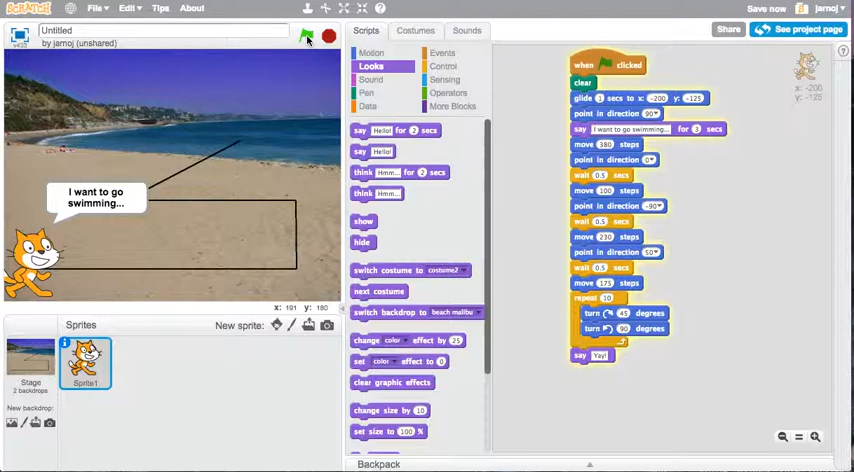 SCRATCH
File Edit Tips About
Save now jarnoj
Untitled
by jarnoj (unshared)
v435
I want to go
swimming...
x: 101 y: 180
Sprites New sprite:
Stage
2 backdrops
New backdrop:
Sprite1
Scripts Costumes Sounds
Motion Events
Looks Control
Sound Sensing
Pen Operators
Data More Blocks
say Hello! for 2 secs
say Hello!
think Hmm... for 2 secs
think Hmm...
show
hide
switch costume to costume2
next costume
switch backdrop to beach malibu
change color effect by 25
set color effect to 0
clear graphic effects
change size by 10
set size to 100 %
Share See project page
when clicked
clear
glide 1 secs to x: -200 y: -125
point in direction 90
say I want to go swimming... for 3 secs
move 380 steps
point in direction 0
wait 0.5 secs
move 100 steps
point in direction -90
wait 0.5 secs
move 230 steps
point in direction 50
wait 0.5 secs
move 175 steps
repeat 10
turn 45 degrees
turn 90 degrees
say Yay!
x: -200
y: -125
Backpack